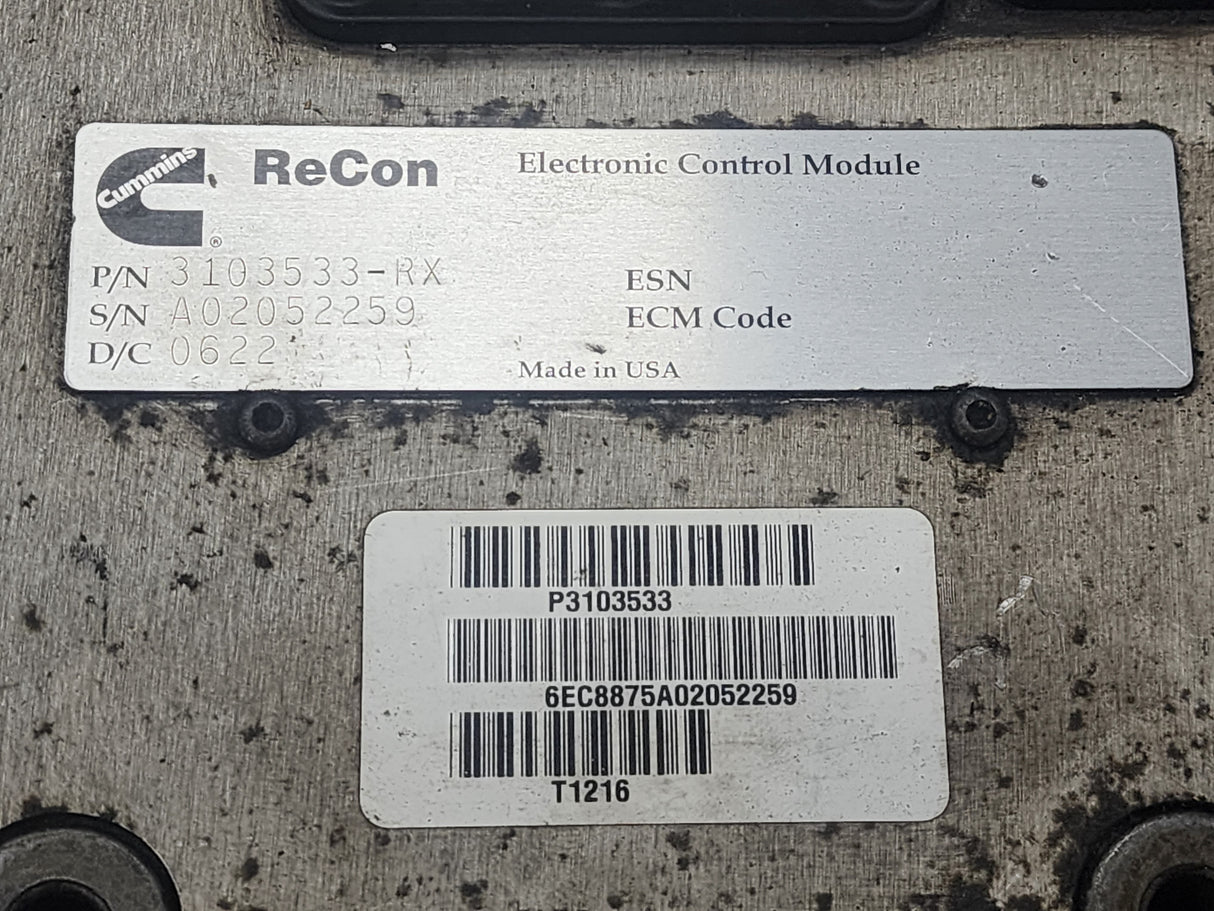 Cummins ReCon Electronic Control Module
®
P/N 3103533-RX ESN
S/N A02052259 ECM Code
D/C 0622
Made in USA
P3103533
6EC8875A02052259
T1216